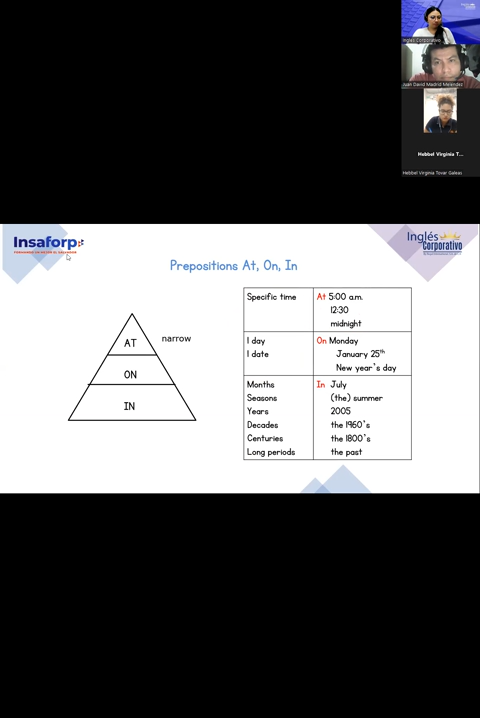 Inglés Corporativo
Juan David Madrid Melendez
Hebbel Virginia T...
Hebbel Virginia Tovar Galeas
Insaforp
Inglés
Corporativo
Prepositions At, On, In
narrow
AT
ON
IN
Specific time At 5:00 a.m.
12:30
midnight
1 day On Monday
1 date January 25th
New year's day
Months In July
Seasons (the) summer
Years 2005
Decades the 1960's
Centuries the 1800's
Long periods the past